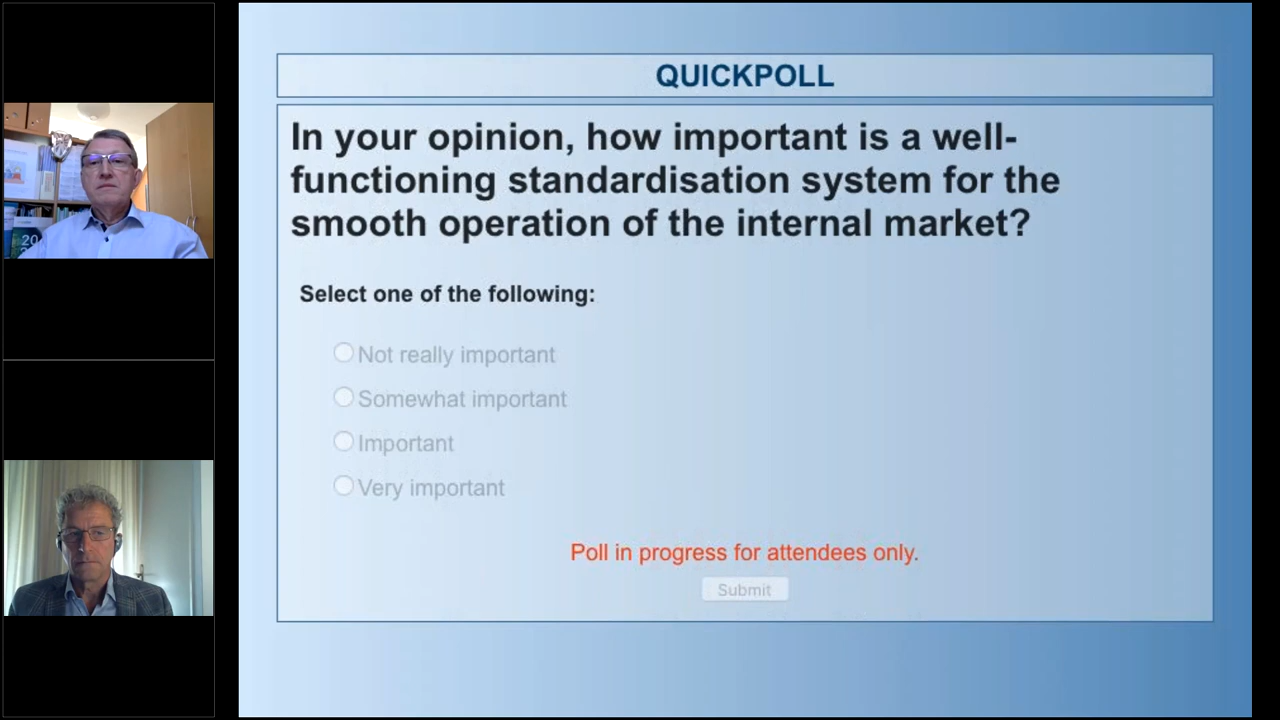 QUICKPOLL
In your opinion, how important is a well-
functioning standardisation system for the
smooth operation of the internal market?
Select one of the following:
Not really important
Somewhat important
Important
Very important
Poll in progress for attendees only.
Submit
20